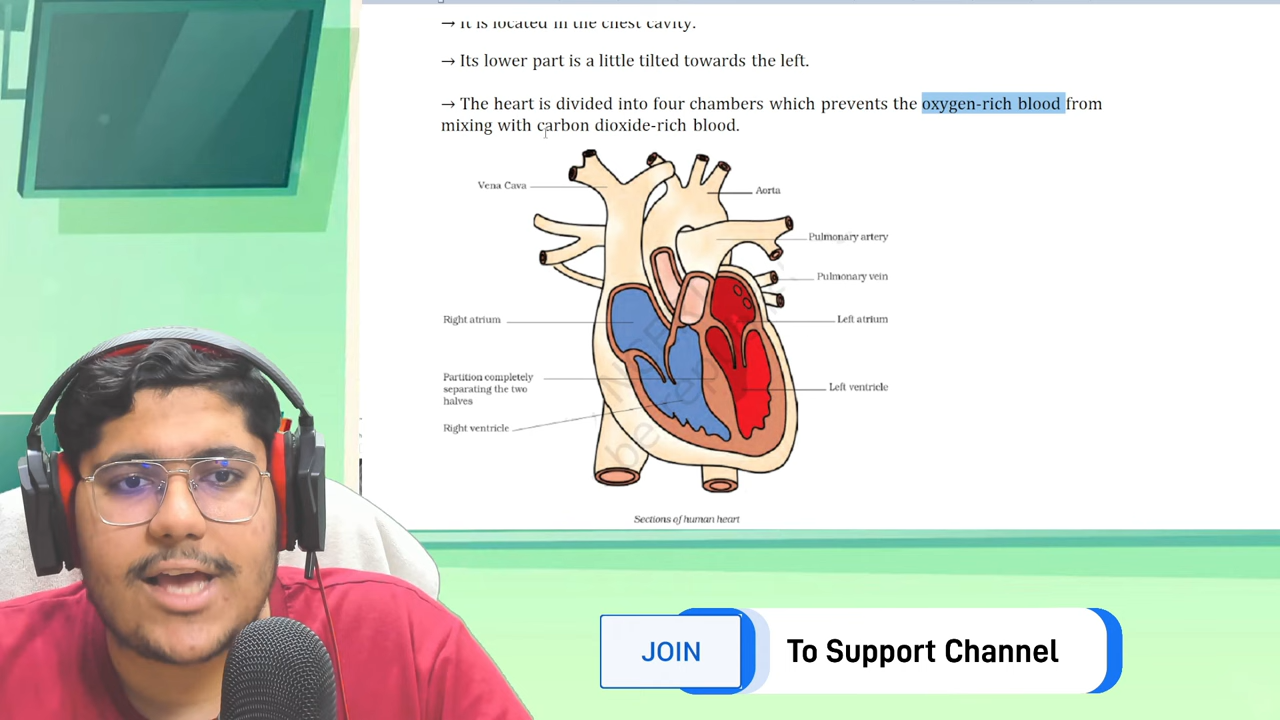 → It is located in the chest cavity.
→ Its lower part is a little tilted towards the left.
→ The heart is divided into four chambers which prevents the oxygen-rich blood from
mixing with carbon dioxide-rich blood.
Vena Cava
Aorta
Pulmonary artery
Pulmonary vein
Right atrium
Left atrium
Partition completely
separating the two
halves
Left ventricle
Right ventricle
Sections of human heart
JOIN
To Support Channel